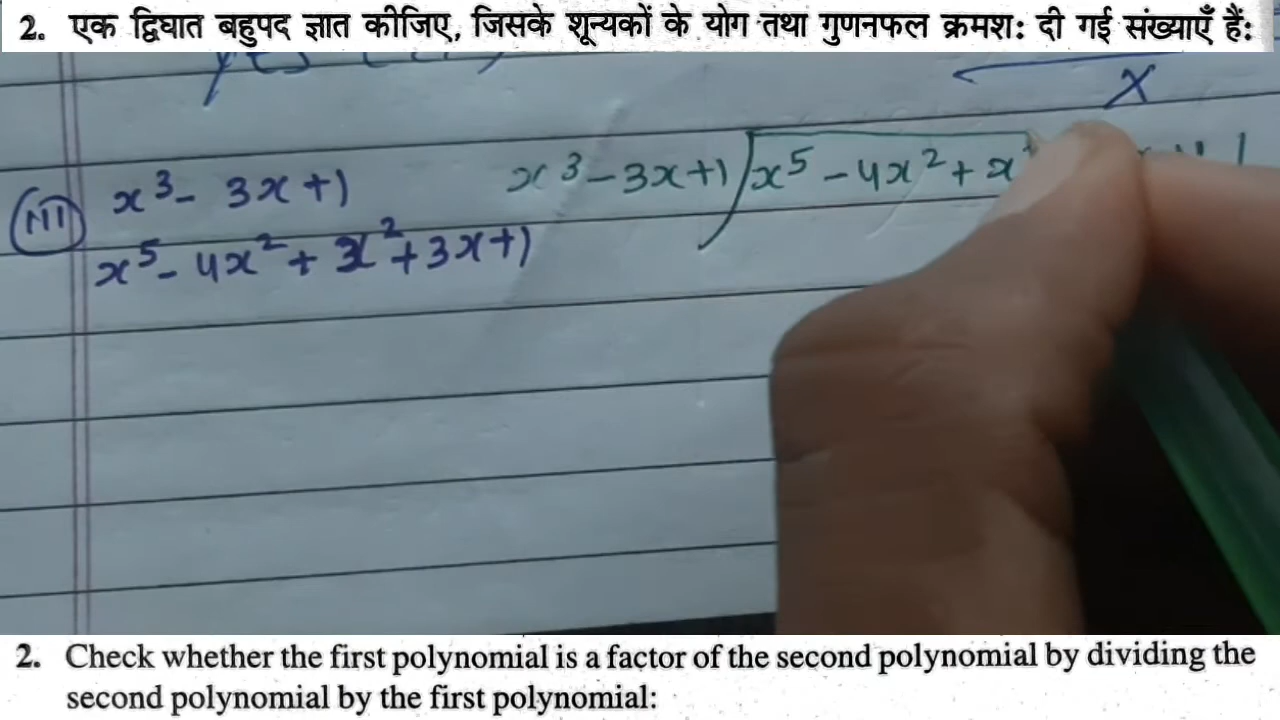 2. एक द्विघात बहुपद ज्ञात कीजिए, जिसके शून्यकों के योग तथा गुणनफल क्रमश: दी गई संख्याएँ हैं:
x
(III) x³ - 3x + 1
x³ - 3x + 1) x⁵ - 4x² + x
x⁵ - 4x² + x² + 3x + 1
2. Check whether the first polynomial is a factor of the second polynomial by dividing the
second polynomial by the first polynomial: